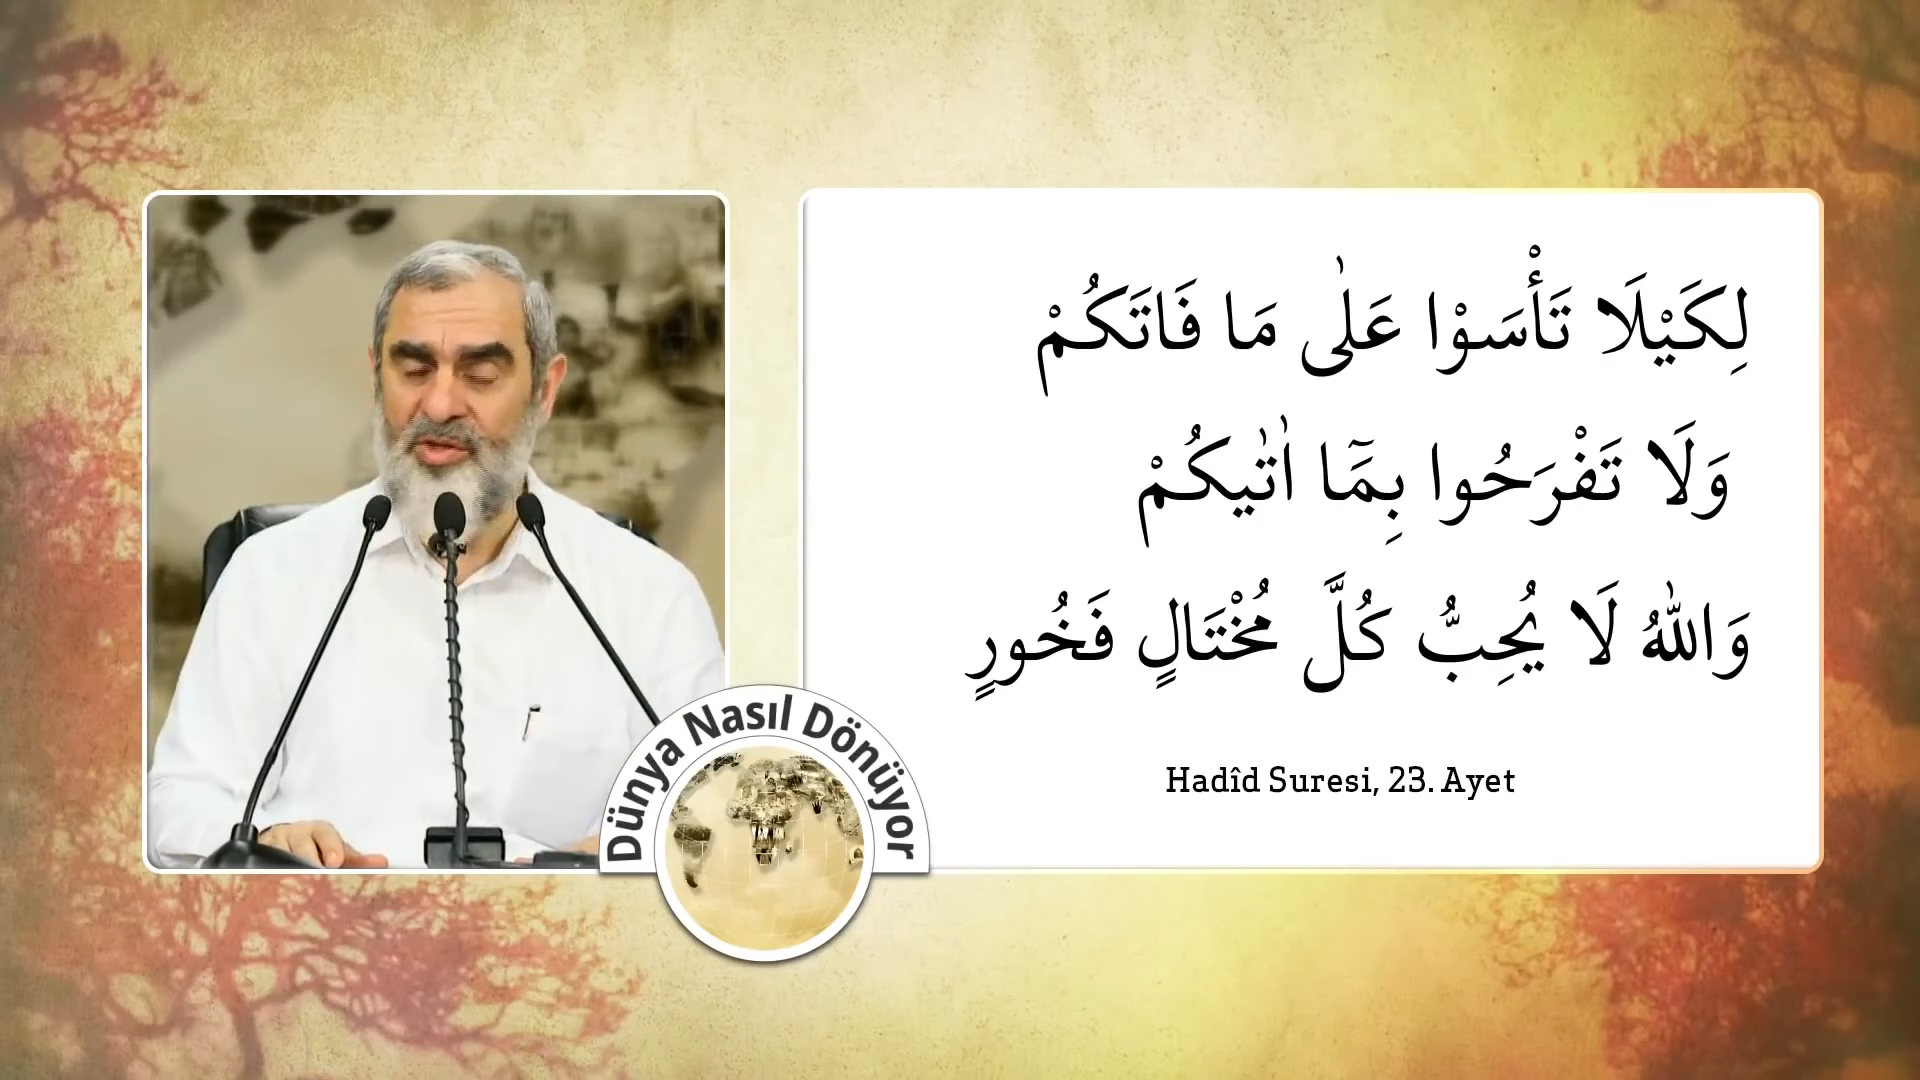 لِكَيْلَا تَأْسَوْا عَلٰى مَا فَاتَكُمْ
وَلَا تَفْرَحُوا بِمَٓا اٰتٰيكُمْ
وَاللّٰهُ لَا يُحِبُّ كُلَّ مُخْتَالٍ فَخُورٍ
Hadîd Suresi, 23. Ayet
Dünya Nasıl Dönüyor